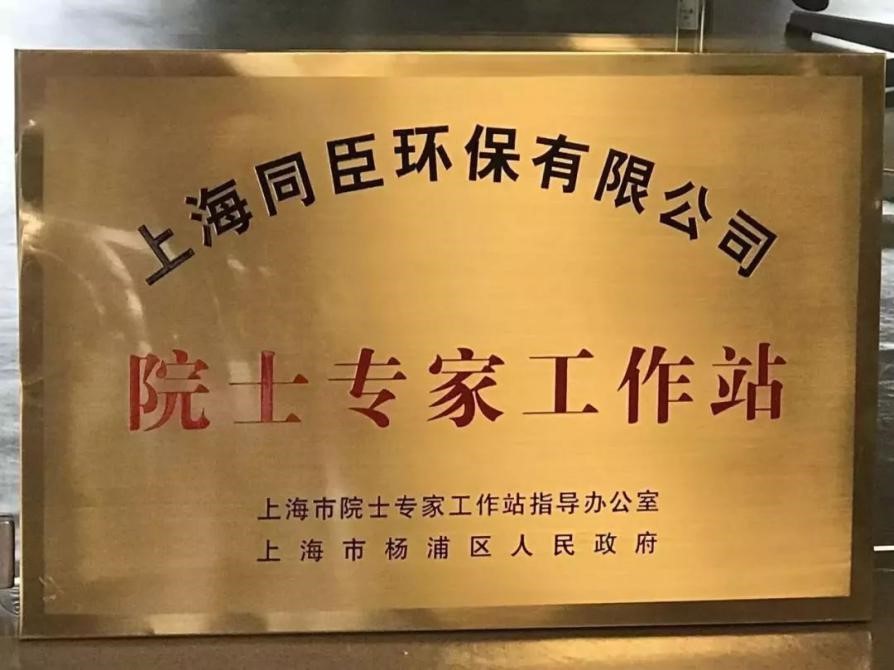 上海同臣环保有限公司
院士专家工作站
上海市院士专家工作站指导办公室
上海市杨浦区人民政府